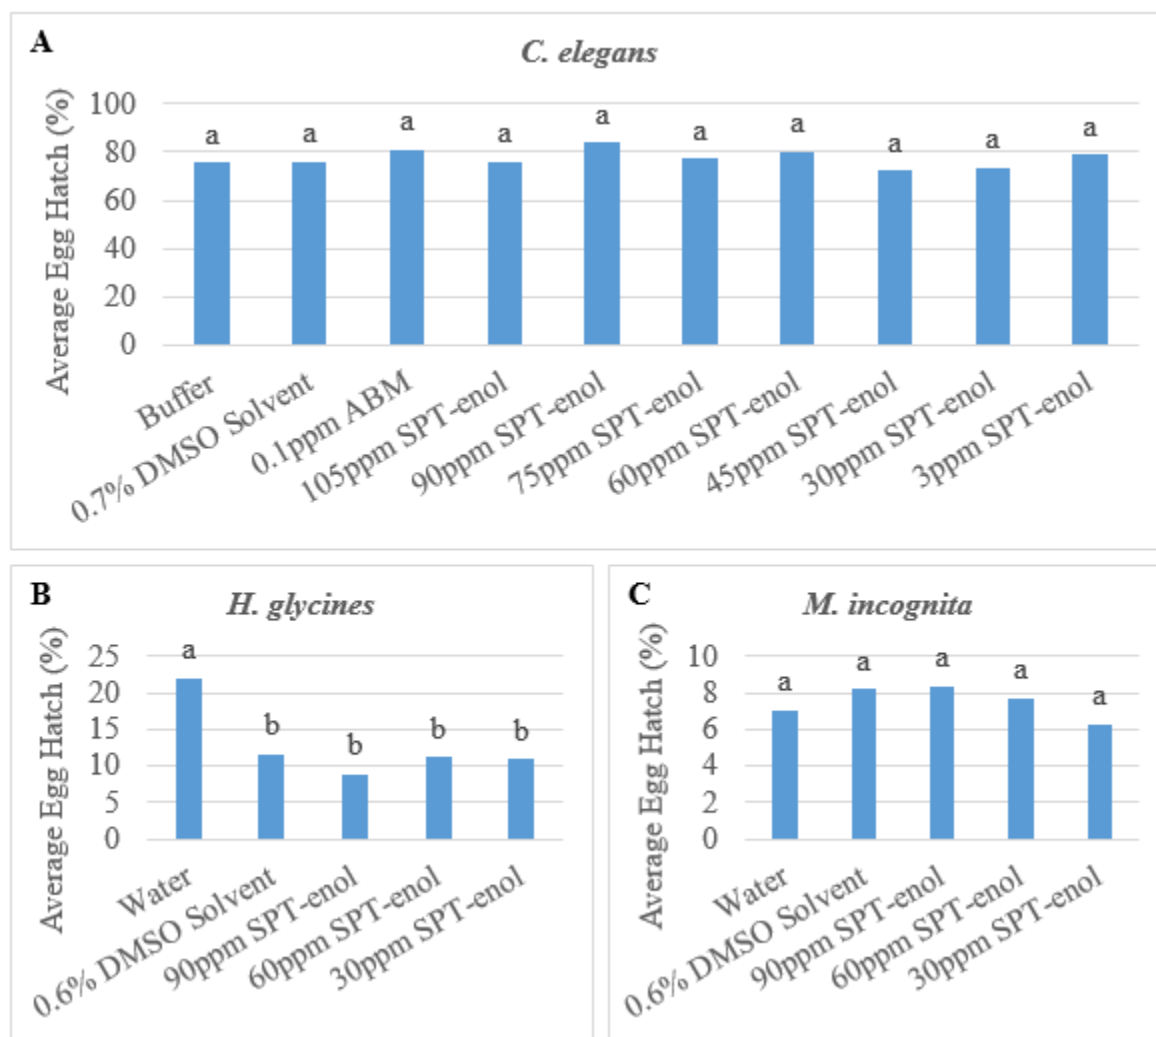 A
C. elegans
Average Egg Hatch (%)
100
80
60
40
20
0
a a a a a a a a a a
Buffer
0.7% DMSO Solvent
0.1ppm ABM
105ppm SPT-enol
90ppm SPT-enol
75ppm SPT-enol
60ppm SPT-enol
45ppm SPT-enol
30ppm SPT-enol
3ppm SPT-enol
B
H. glycines
Average Egg Hatch (%)
25
20
15
10
5
0
a b b b b
Water
0.6% DMSO Solvent
90ppm SPT-enol
60ppm SPT-enol
30ppm SPT-enol
C
M. incognita
Average Egg Hatch (%)
10
8
6
4
2
0
a a a a a
Water
0.6% DMSO Solvent
90ppm SPT-enol
60ppm SPT-enol
30ppm SPT-enol